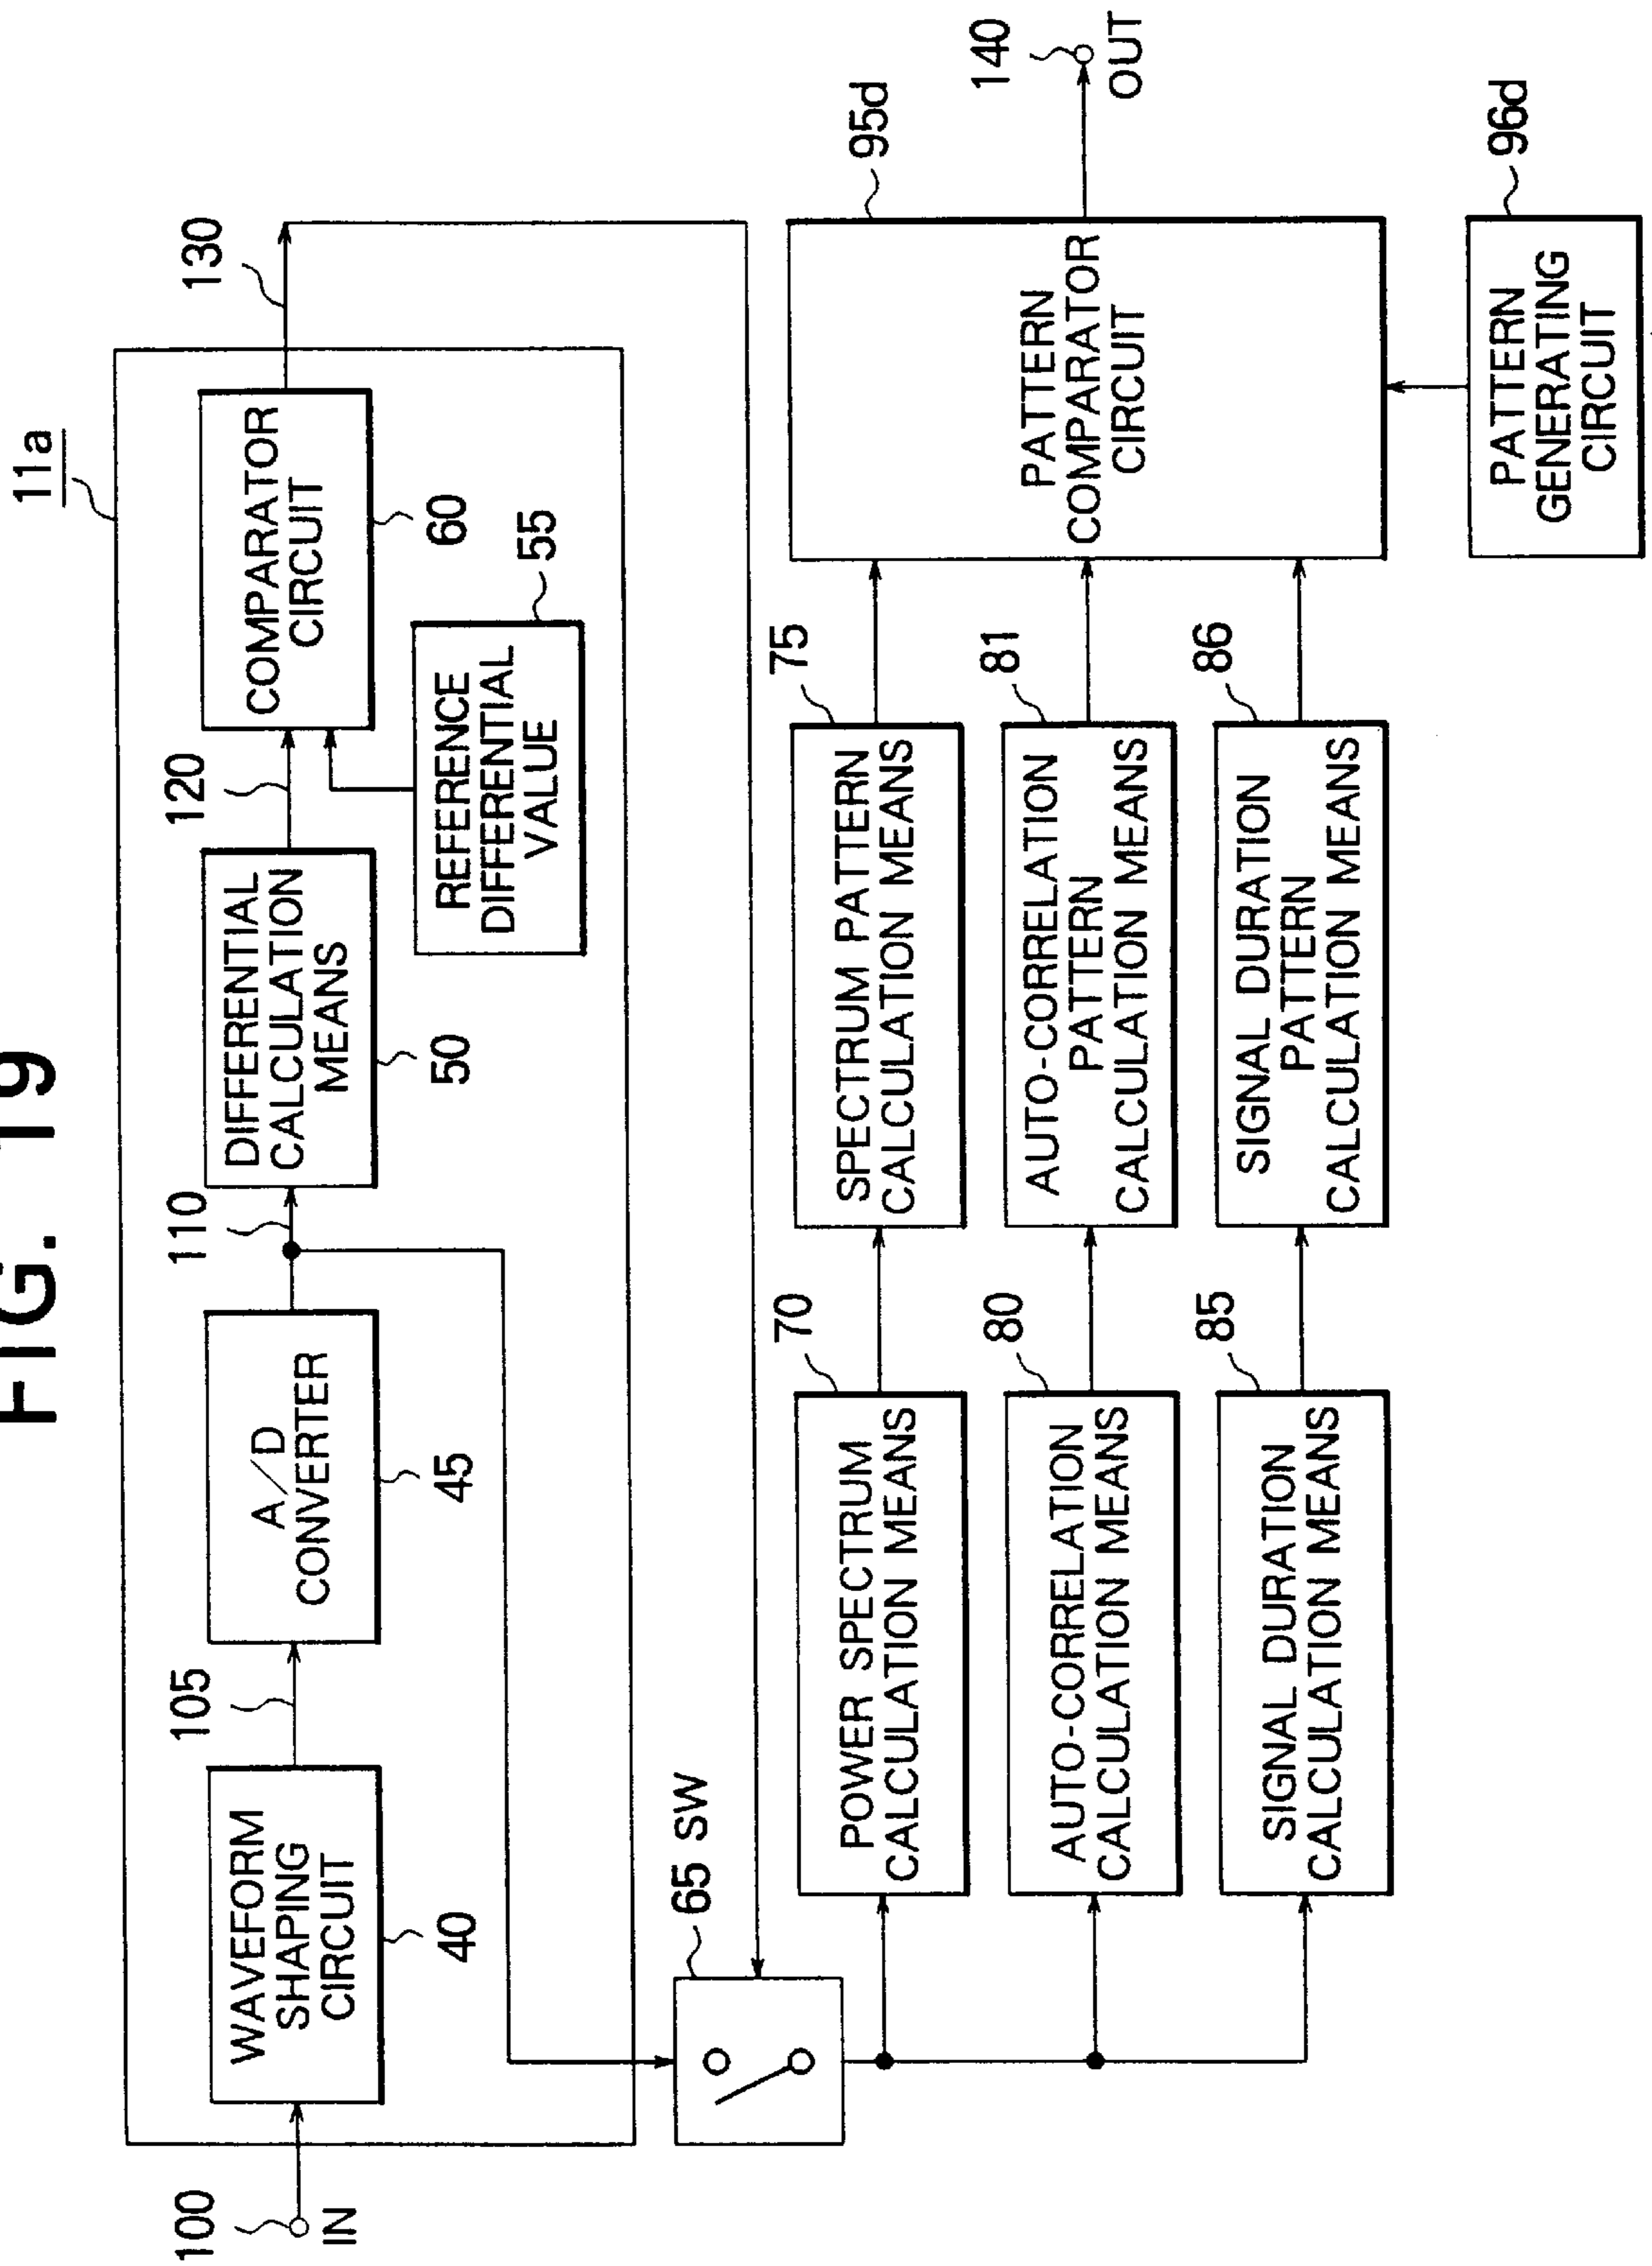 FIG. 19
11a
100
IN
WAVEFORM
SHAPING
CIRCUIT
40
105
A/D
CONVERTER
45
110
DIFFERENTIAL
CALCULATION
MEANS
50
120
COMPARATOR
CIRCUIT
60
130
REFERENCE
DIFFERENTIAL
VALUE
55
65 SW
POWER SPECTRUM
CALCULATION MEANS
70
SPECTRUM PATTERN
CALCULATION MEANS
75
AUTO-CORRELATION
CALCULATION MEANS
80
AUTO-CORRELATION
PATTERN
CALCULATION MEANS
81
SIGNAL DURATION
CALCULATION MEANS
85
SIGNAL DURATION
PATTERN
CALCULATION MEANS
86
PATTERN
COMPARATOR
CIRCUIT
95d
140
OUT
PATTERN
GENERATING
CIRCUIT
96d